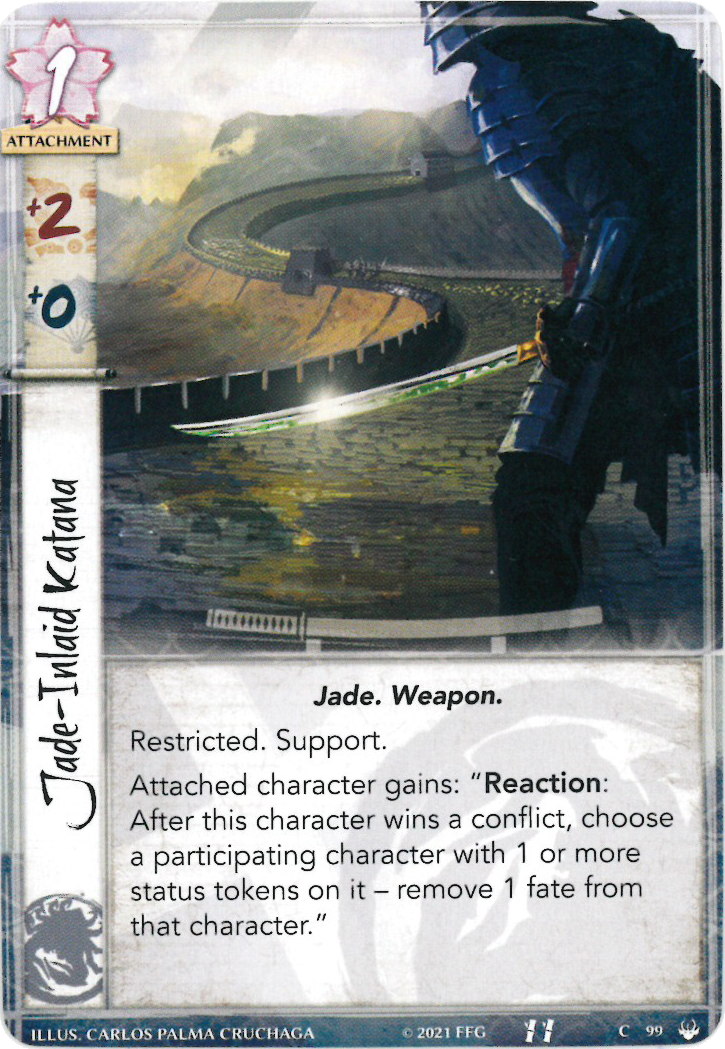 1
ATTACHMENT
+2
+0
Jade-Inlaid Katana
Jade. Weapon.
Restricted. Support.
Attached character gains: “Reaction:
After this character wins a conflict, choose
a participating character with 1 or more
status tokens on it – remove 1 fate from
that character.”
ILLUS. CARLOS PALMA CRUCHAGA
© 2021 FFG
C 99